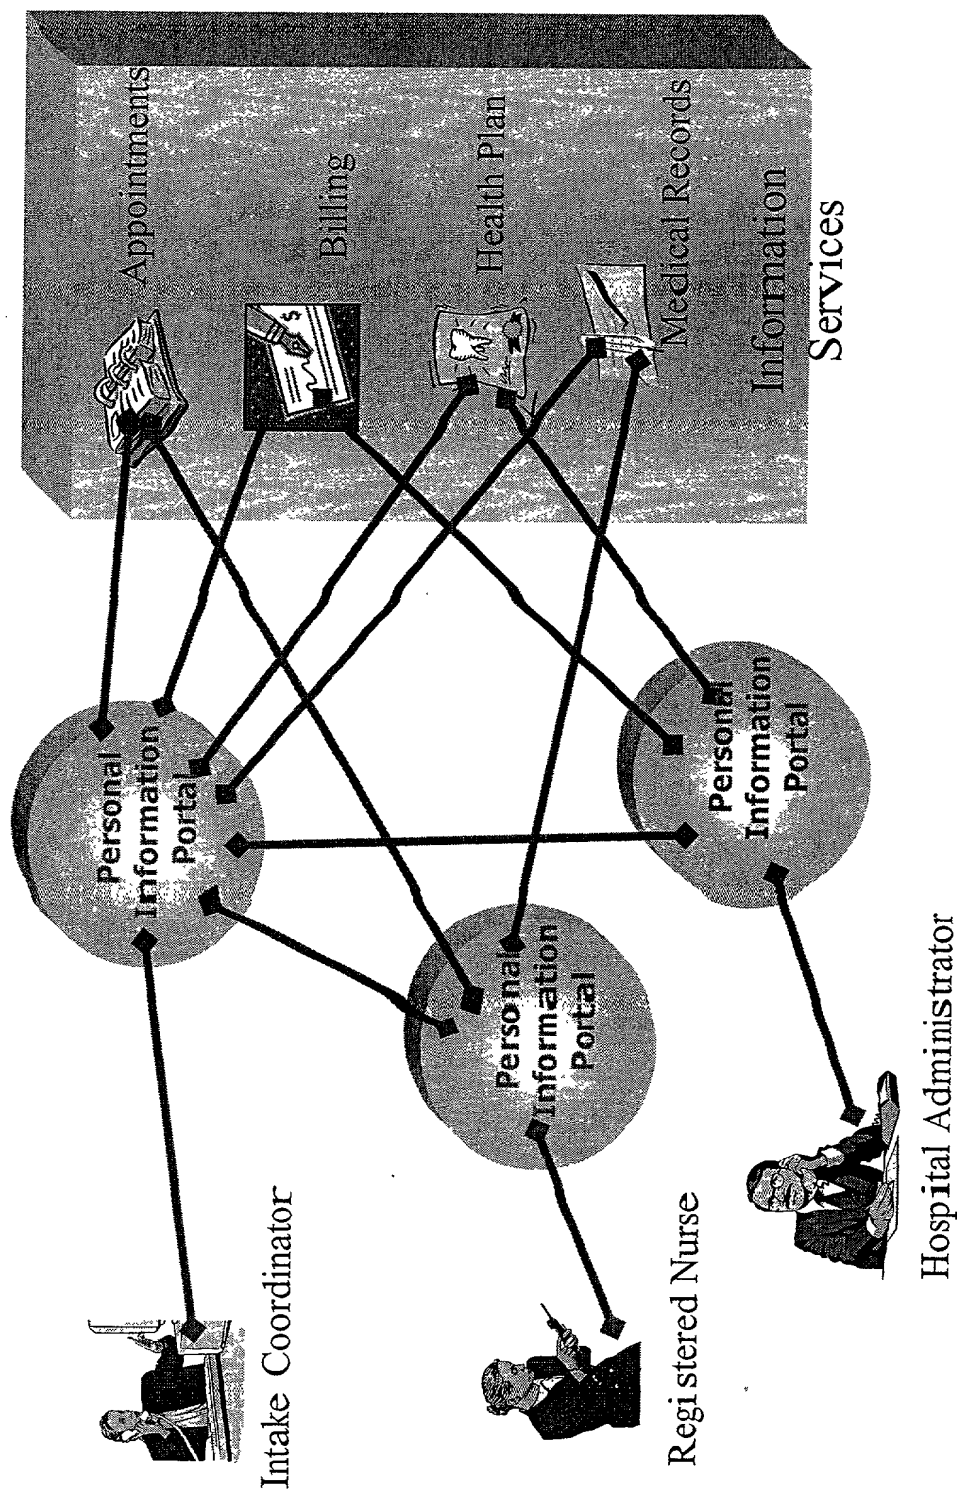 Intake Coordinator
Registered Nurse
Hospital Administrator
Personal
Information
Portal
Personal
Information
Portal
Personal
Information
Portal
Appointments
Billing
$
Health Plan
Medical Records
Information
Services